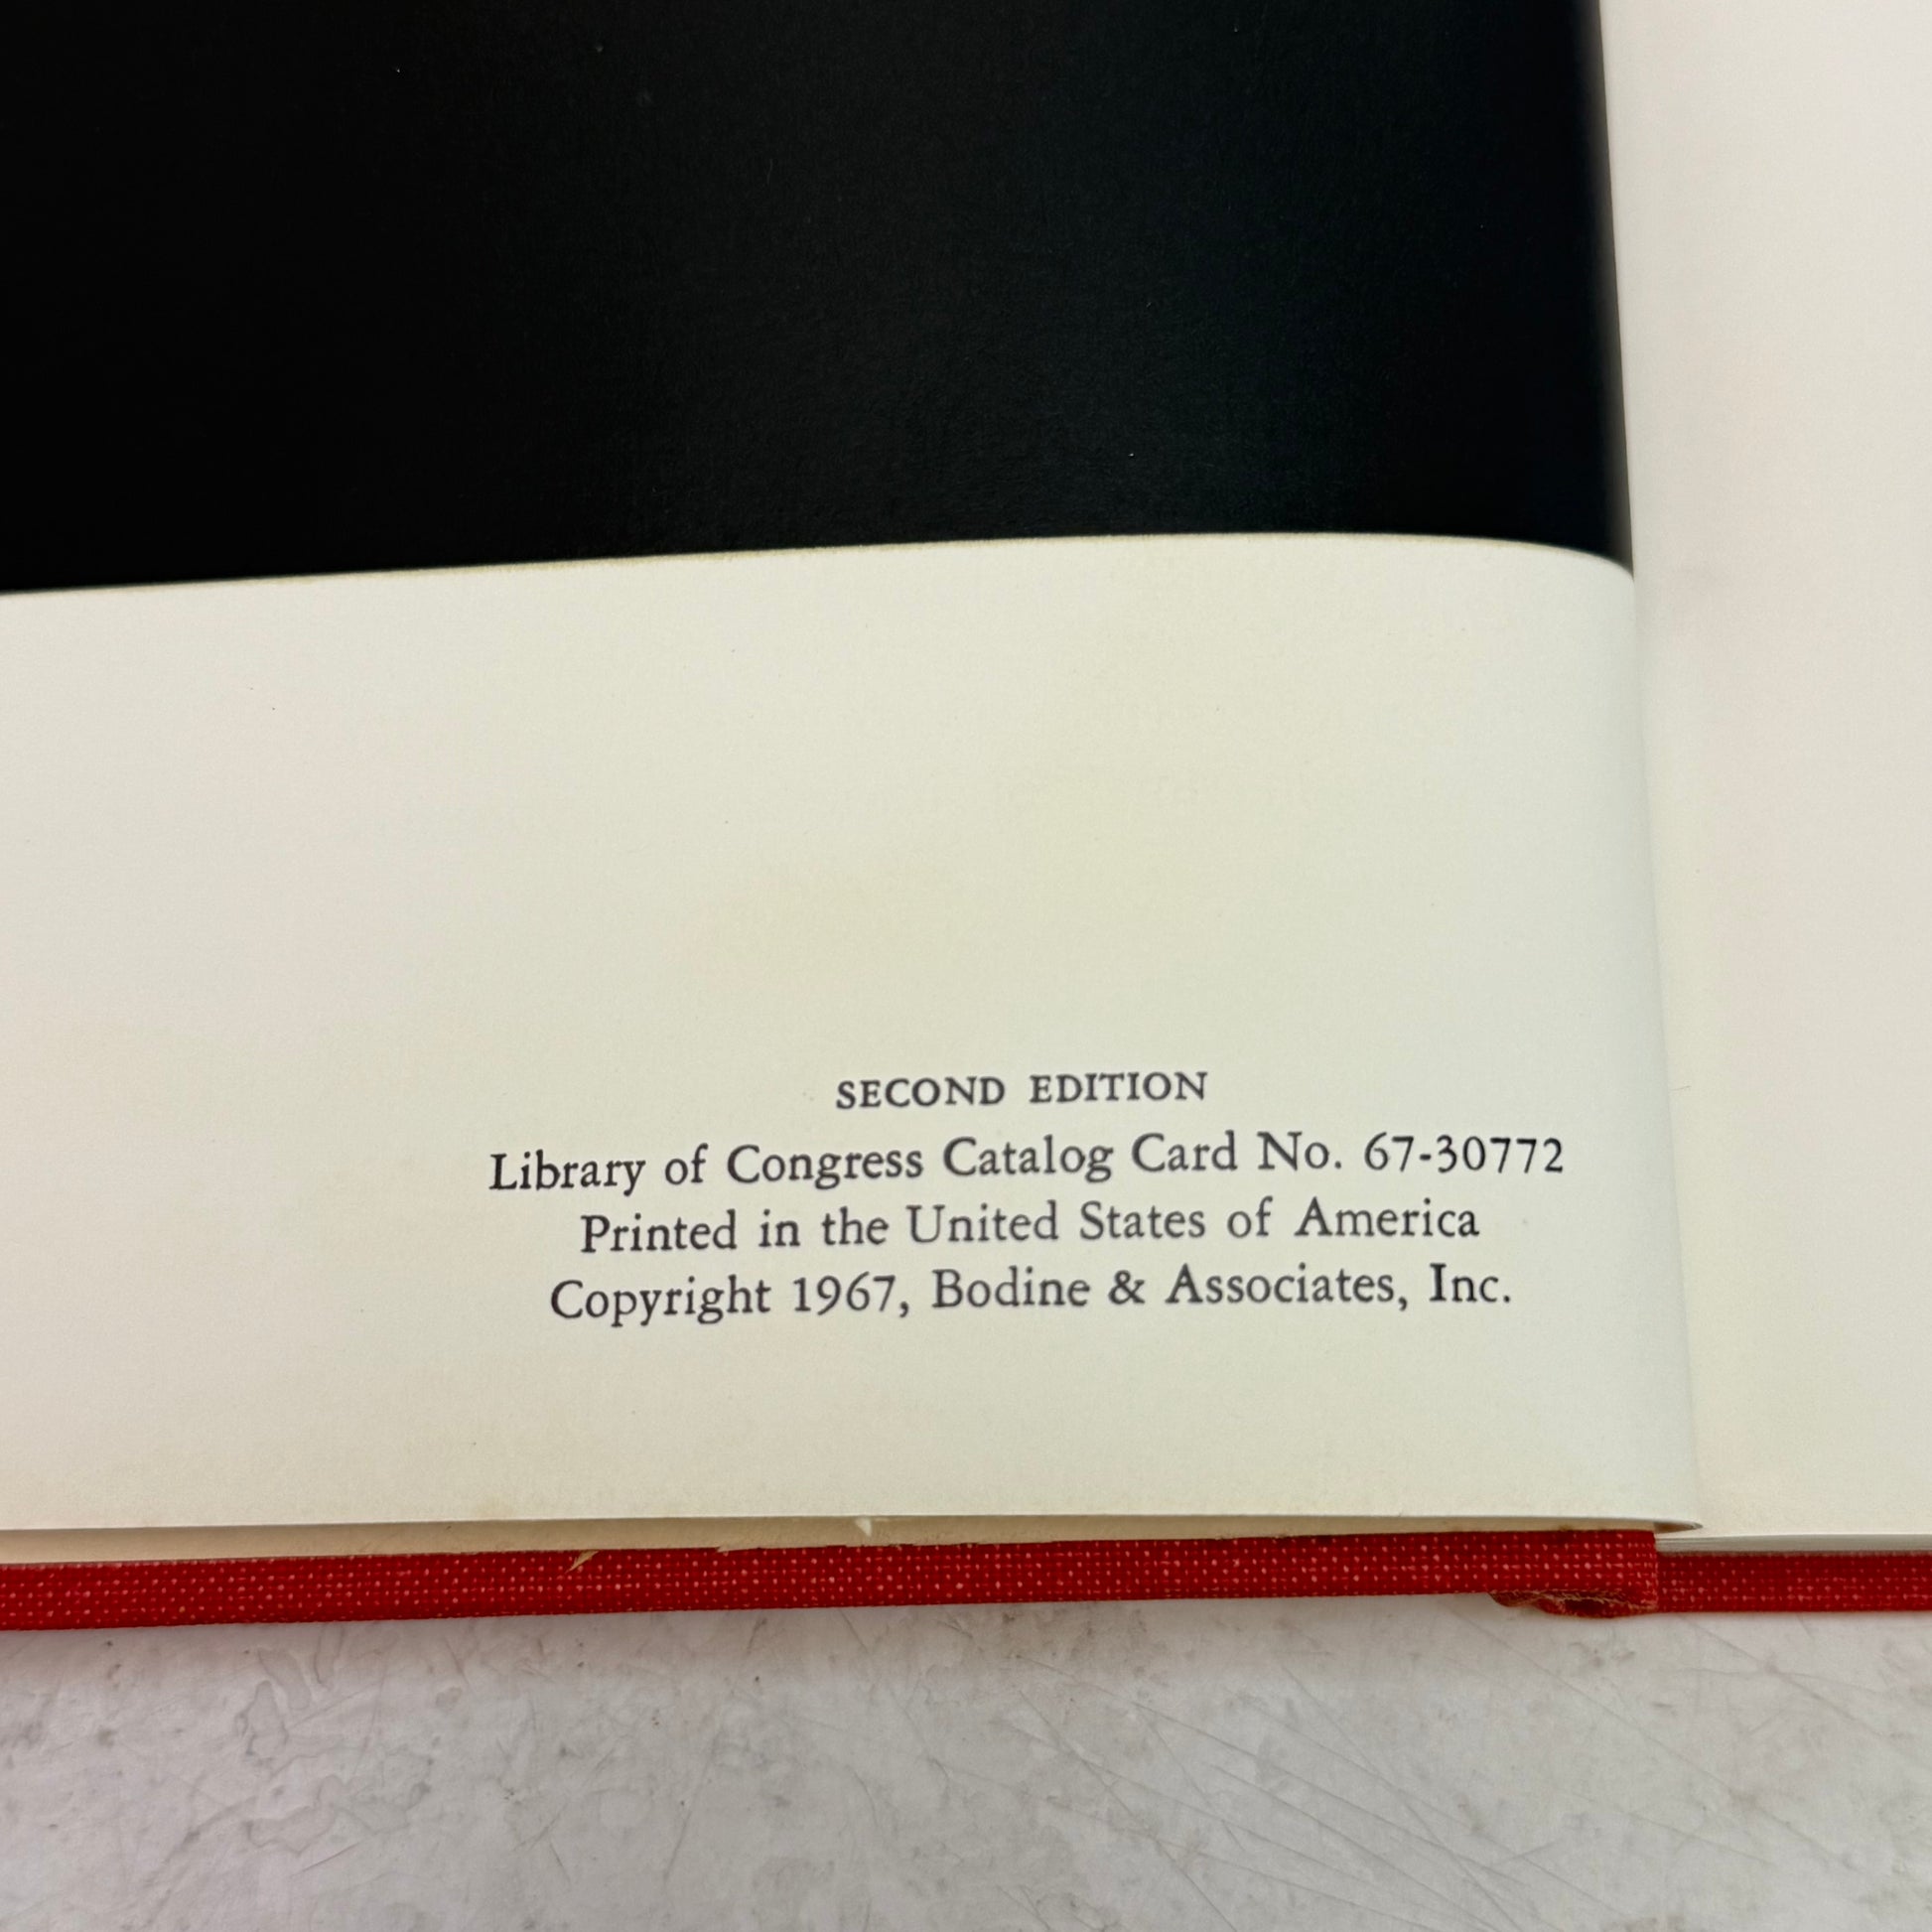 SECOND EDITION
Library of Congress Catalog Card No. 67-30772
Printed in the United States of America
Copyright 1967, Bodine & Associates, Inc.